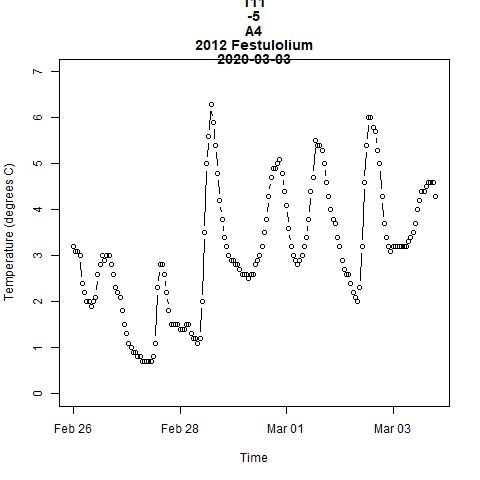 -5
A4
2012 Festulolium
2020-03-03
Temperature (degrees C)
7
6
5
4
3
2
1
0
Feb 26
Feb 28
Mar 01
Mar 03
Time